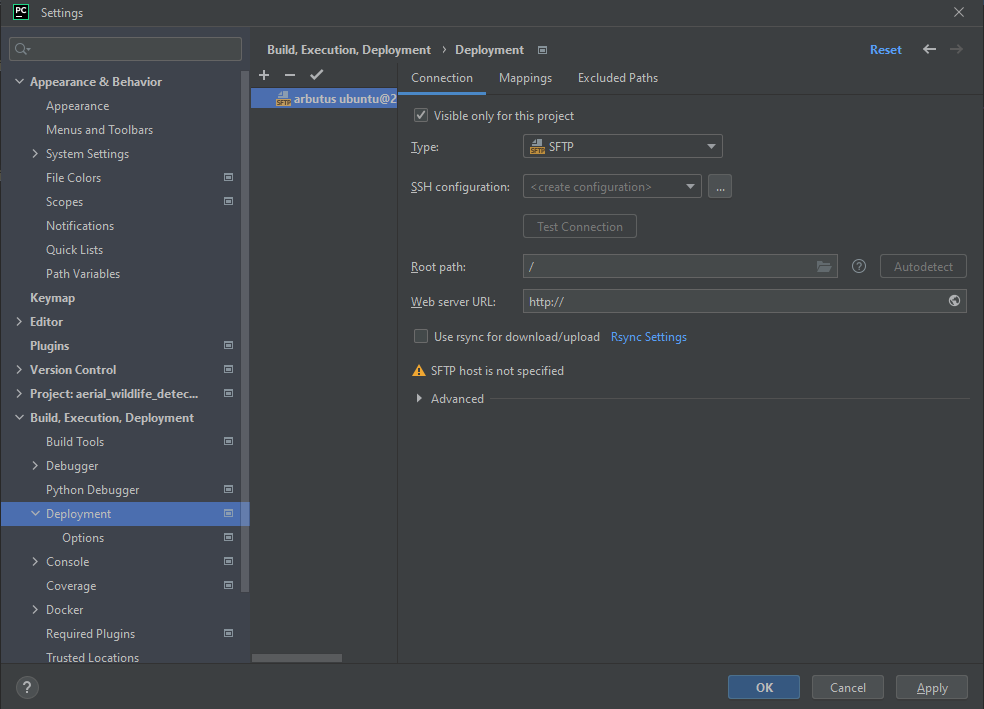 PC Settings
Appearance & Behavior
Appearance
Menus and Toolbars
System Settings
File Colors
Scopes
Notifications
Quick Lists
Path Variables
Keymap
Editor
Plugins
Version Control
Project: aerial_wildlife_detec...
Build, Execution, Deployment
Build Tools
Debugger
Python Debugger
Deployment
Options
Console
Coverage
Docker
Required Plugins
Trusted Locations
?
Build, Execution, Deployment › Deployment
Reset
SFTP arbutus ubuntu@2
Connection Mappings Excluded Paths
Visible only for this project
Type: SFTP SFTP
SSH configuration: <create configuration> ...
Test Connection
Root path: / ? Autodetect
Web server URL: http://
Use rsync for download/upload Rsync Settings
SFTP host is not specified
Advanced
OK Cancel Apply